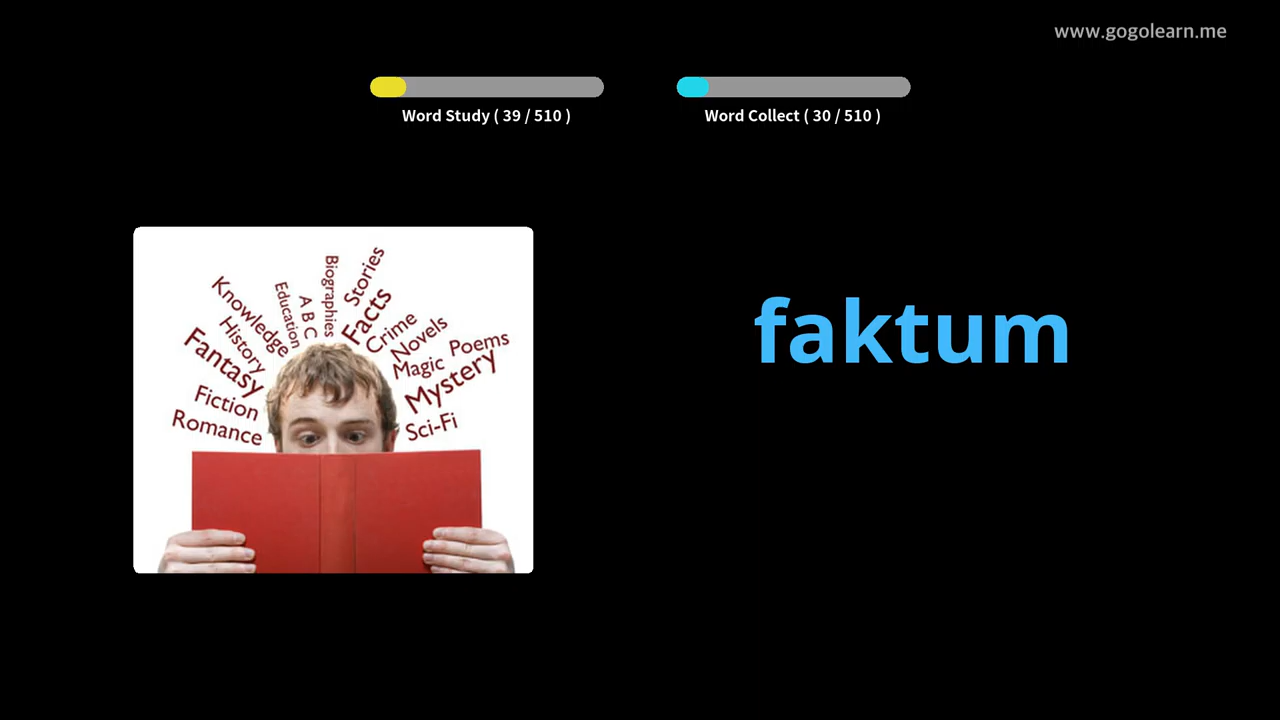 www.gogolearn.me
Word Study ( 39 / 510 )
Word Collect ( 30 / 510 )
Knowledge
Education
A B C
Biographies
Stories
Facts
History
Crime
Novels
Fantasy
Magic
Poems
Mystery
Fiction
Romance
Sci-Fi
faktum